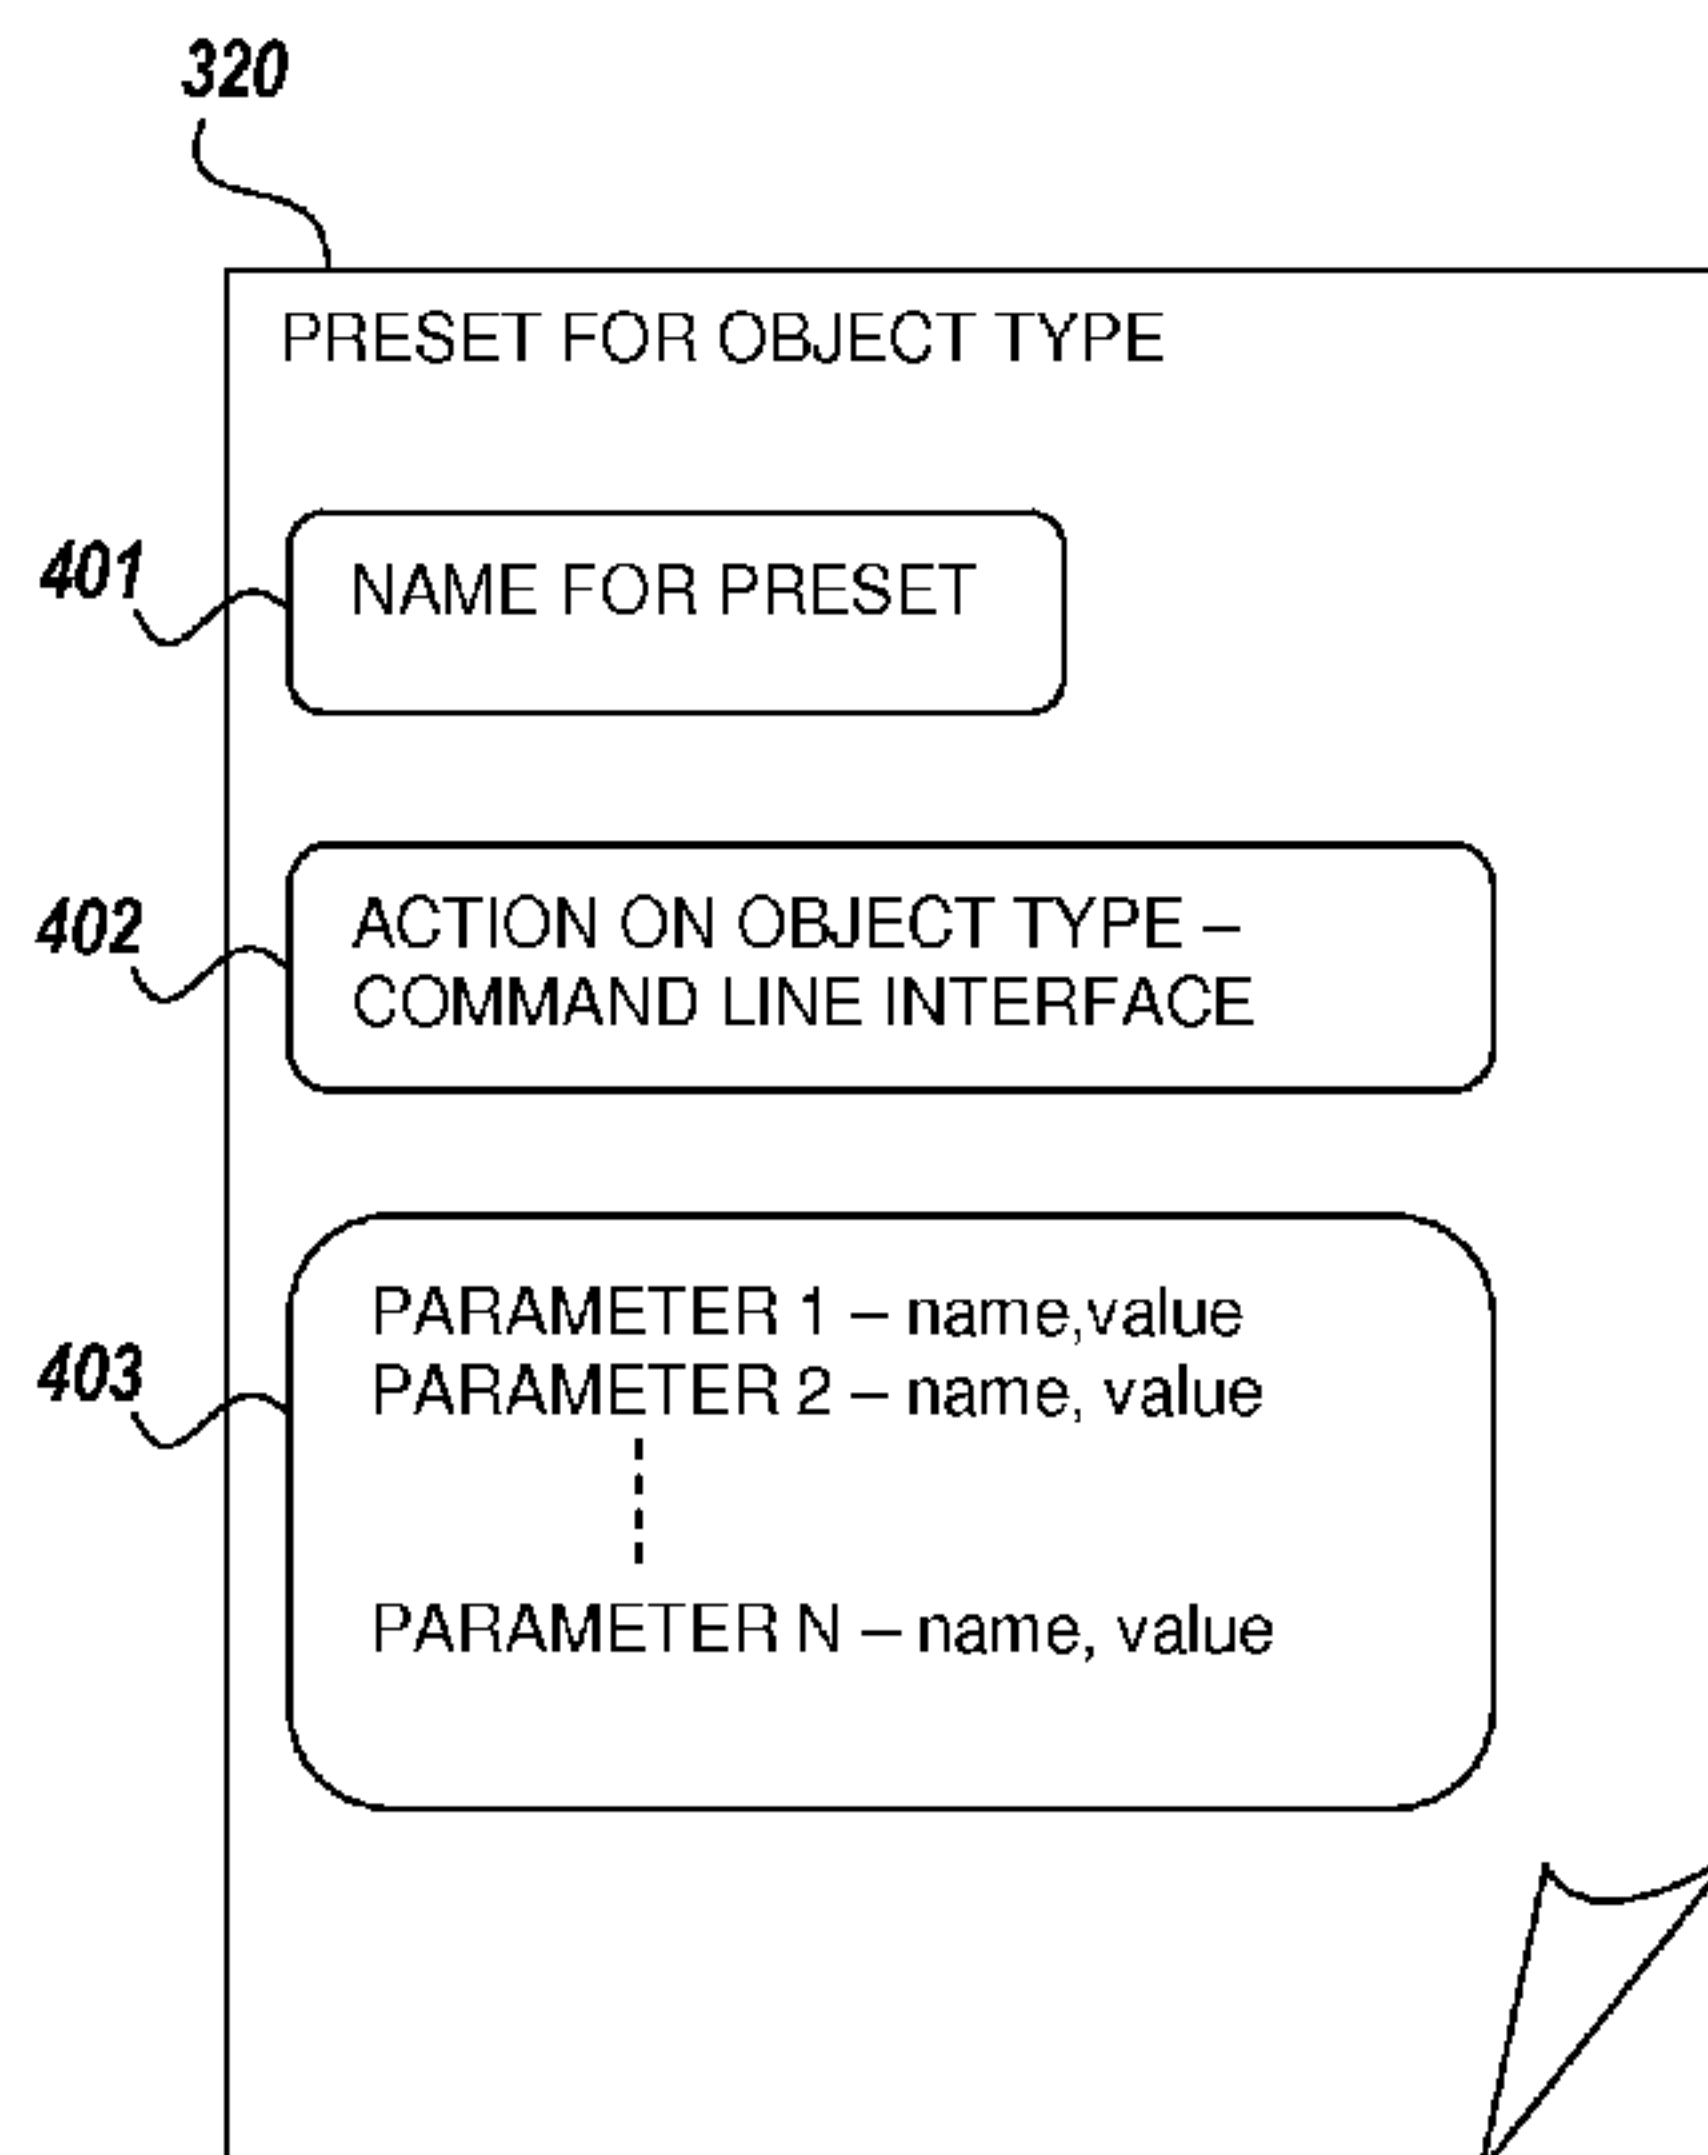 320
PRESET FOR OBJECT TYPE
401
NAME FOR PRESET
402
ACTION ON OBJECT TYPE –
COMMAND LINE INTERFACE
403
PARAMETER 1 – name,value
PARAMETER 2 – name, value
PARAMETER N – name, value